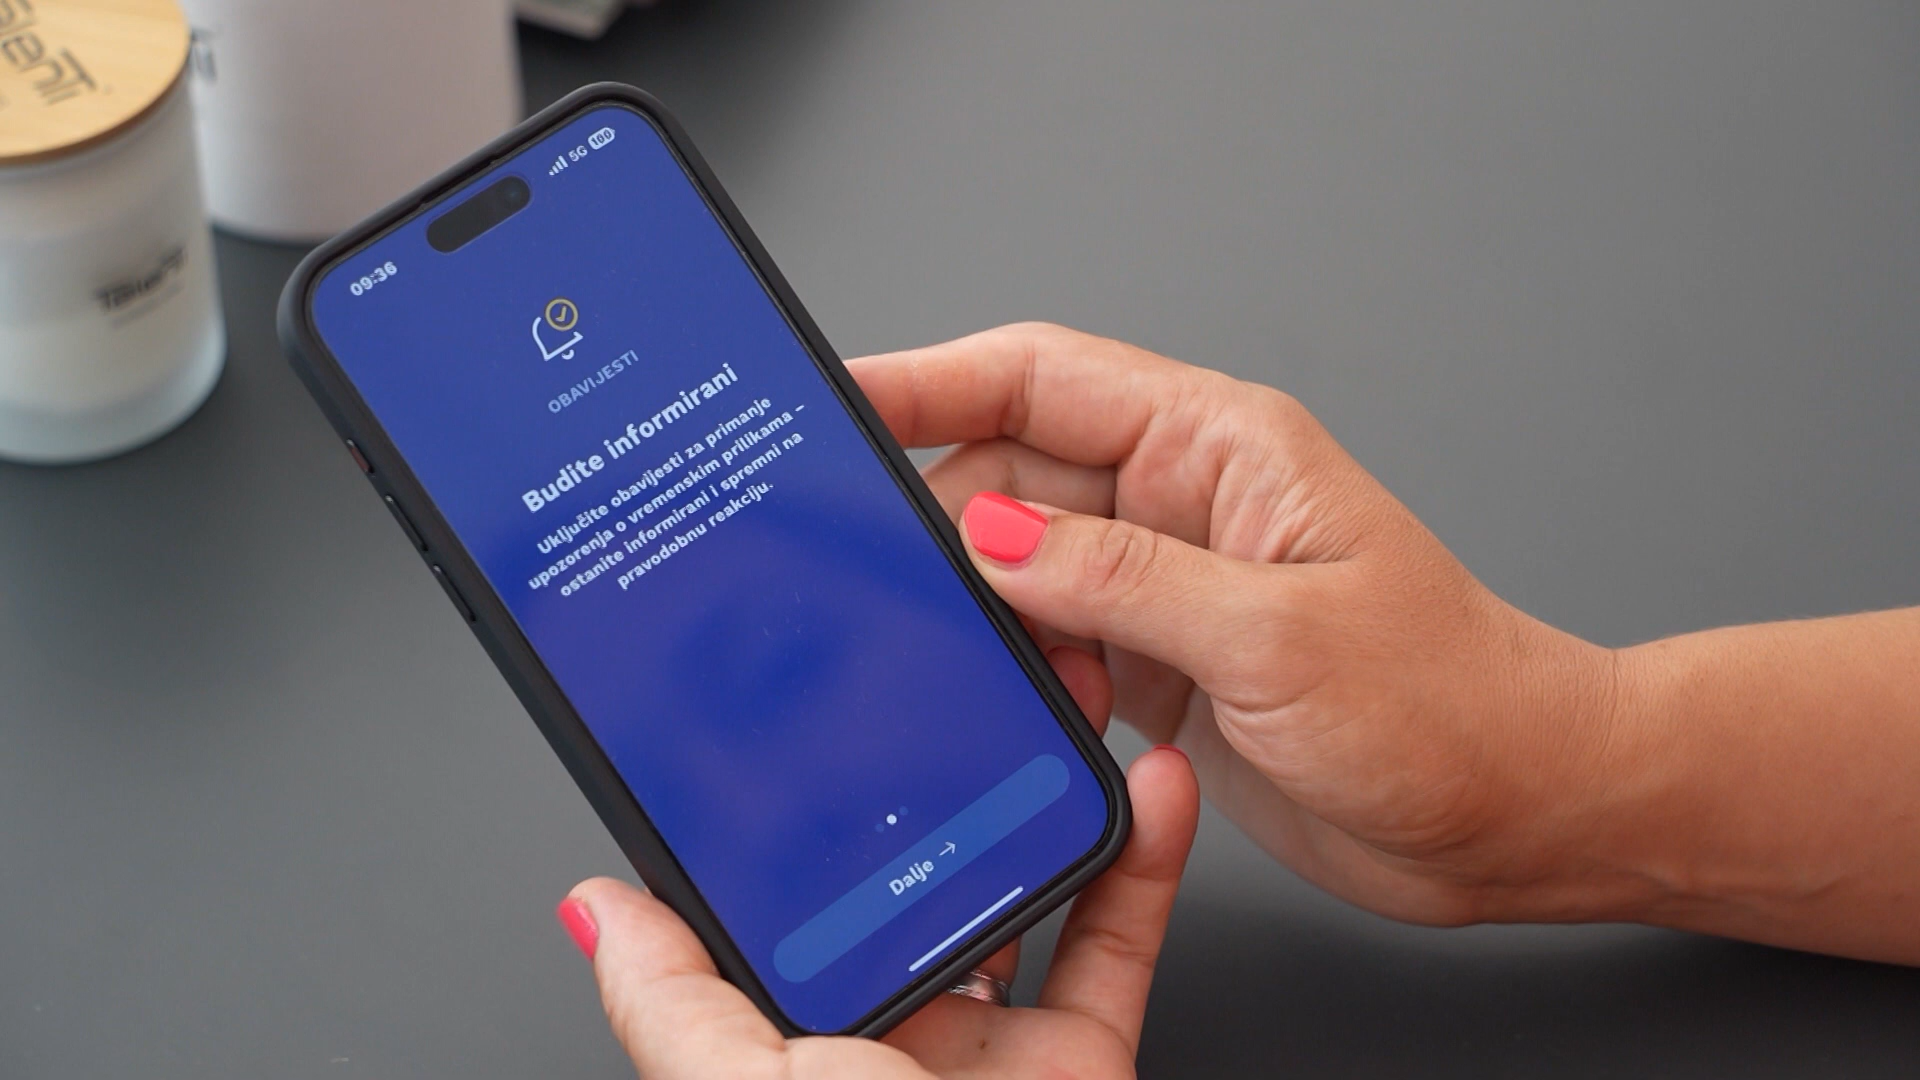 09:36
5G 100
OBAVIJESTI
Budite informirani
Uključite obavijesti za primanje
upozorenja o vremenskim prilikama –
ostanite informirani i spremni na
pravodobnu reakciju.
Dalje →